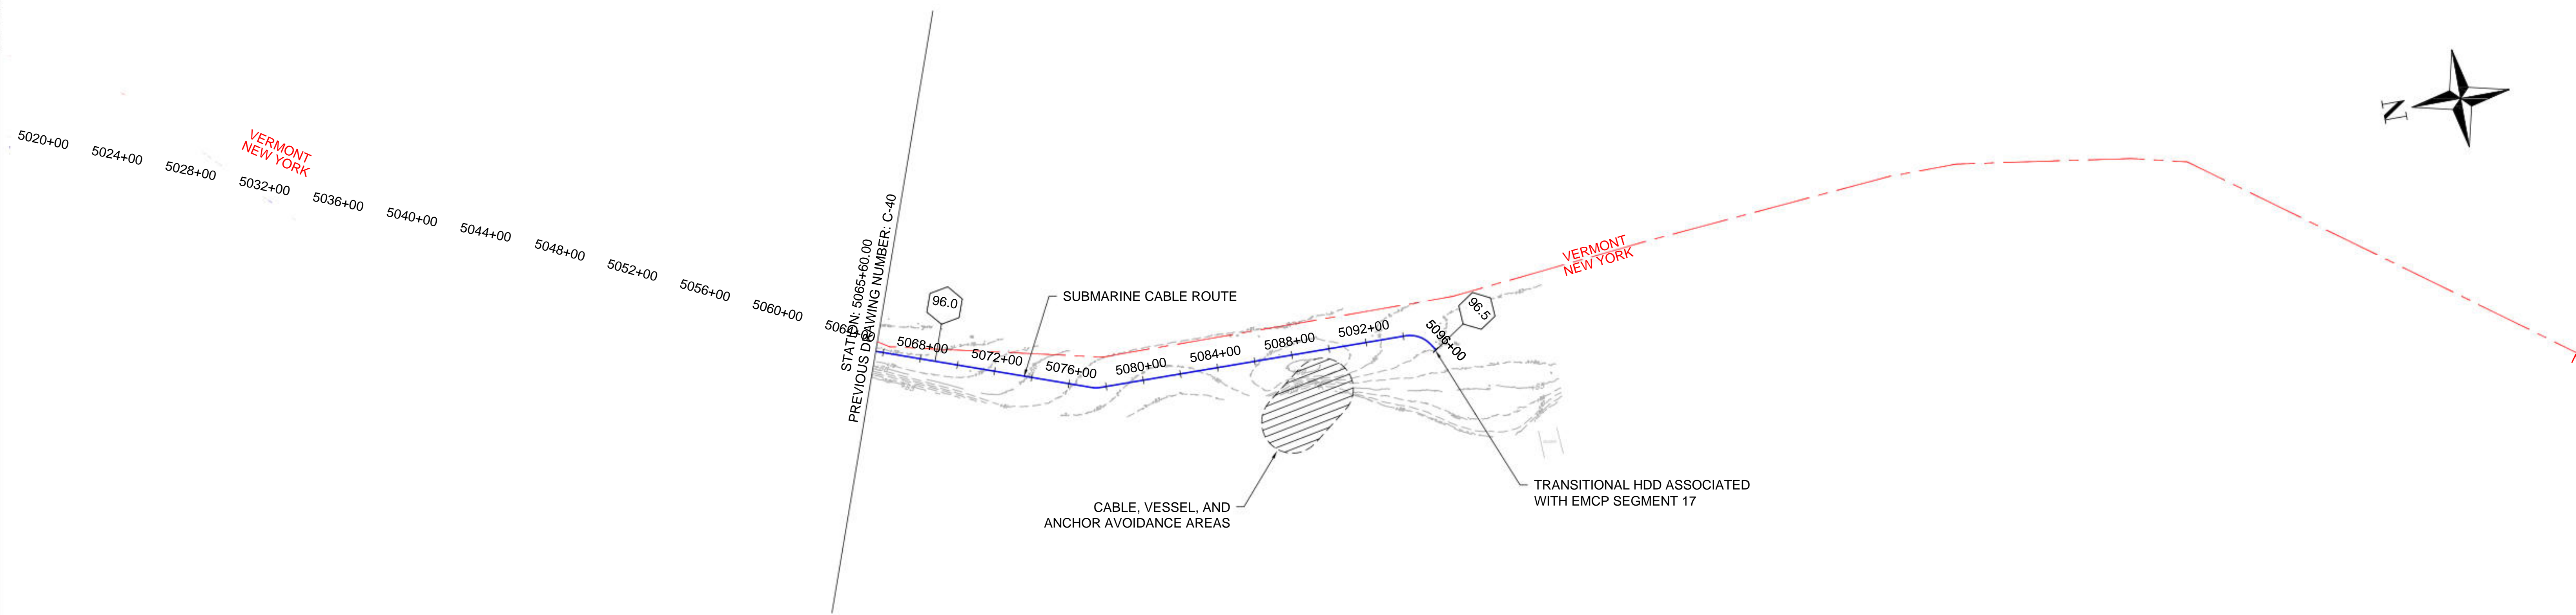 5020+00
5024+00
5028+00
5032+00
5036+00
5040+00
5044+00
5048+00
5052+00
5056+00
5060+00
5064+00
VERMONT
NEW YORK
STATION: 5065+60.00
PREVIOUS DRAWING NUMBER: C-40
96.0
SUBMARINE CABLE ROUTE
5068+00
5072+00
5076+00
5080+00
5084+00
5088+00
5092+00
5096+00
96.5
VERMONT
NEW YORK
N
CABLE, VESSEL, AND
ANCHOR AVOIDANCE AREAS
TRANSITIONAL HDD ASSOCIATED
WITH EMCP SEGMENT 17